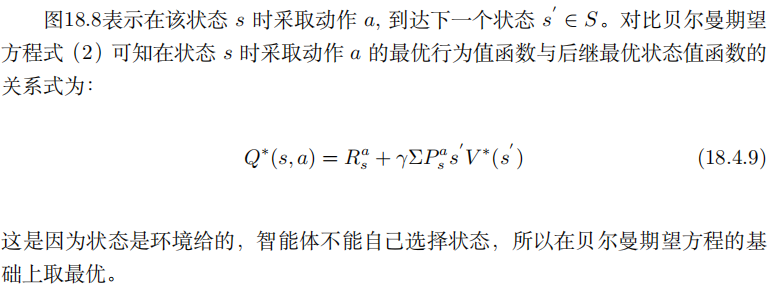 图18.8表示在该状态 s 时采取动作 a, 到达下一个状态 s′ ∈ S。对比贝尔曼期望
方程式（2）可知在状态 s 时采取动作 a 的最优行为值函数与后继最优状态值函数的
关系式为：
Q*(s, a) = R_s^a + γΣP_s^a s′V*(s′) (18.4.9)
这是因为状态是环境给的，智能体不能自己选择状态，所以在贝尔曼期望方程的基
础上取最优。